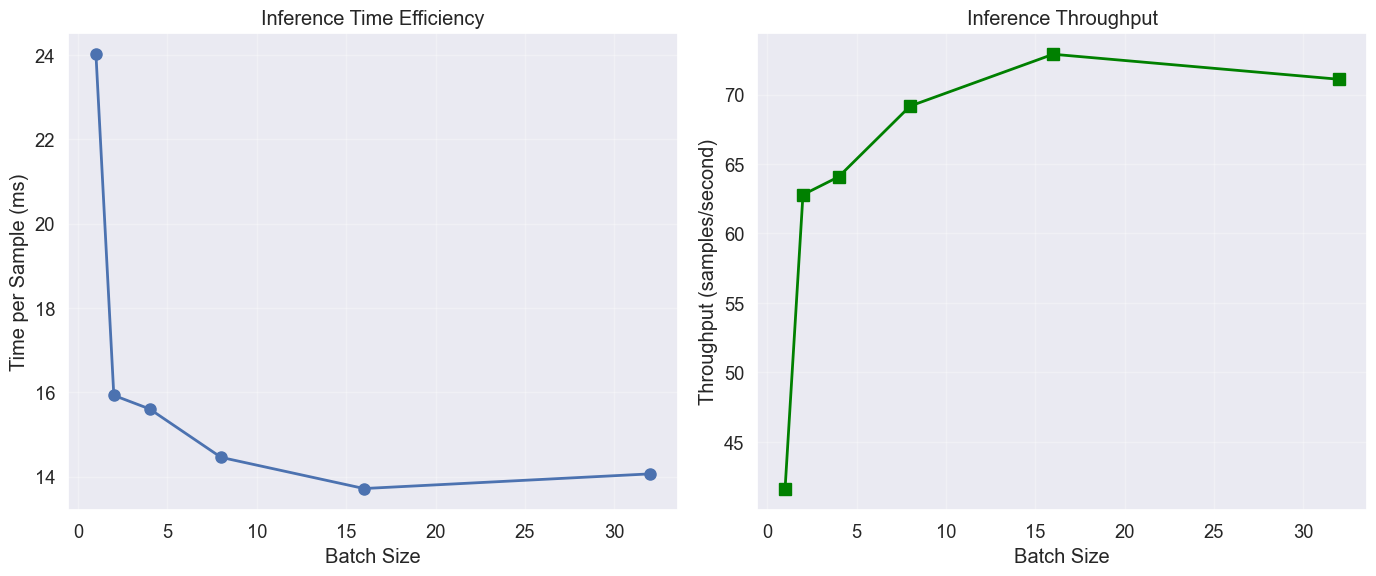 Inference Time Efficiency
24
22
20
18
16
14
Time per Sample (ms)
0 5 10 15 20 25 30
Batch Size
Inference Throughput
70
65
60
55
50
45
Throughput (samples/second)
0 5 10 15 20 25 30
Batch Size